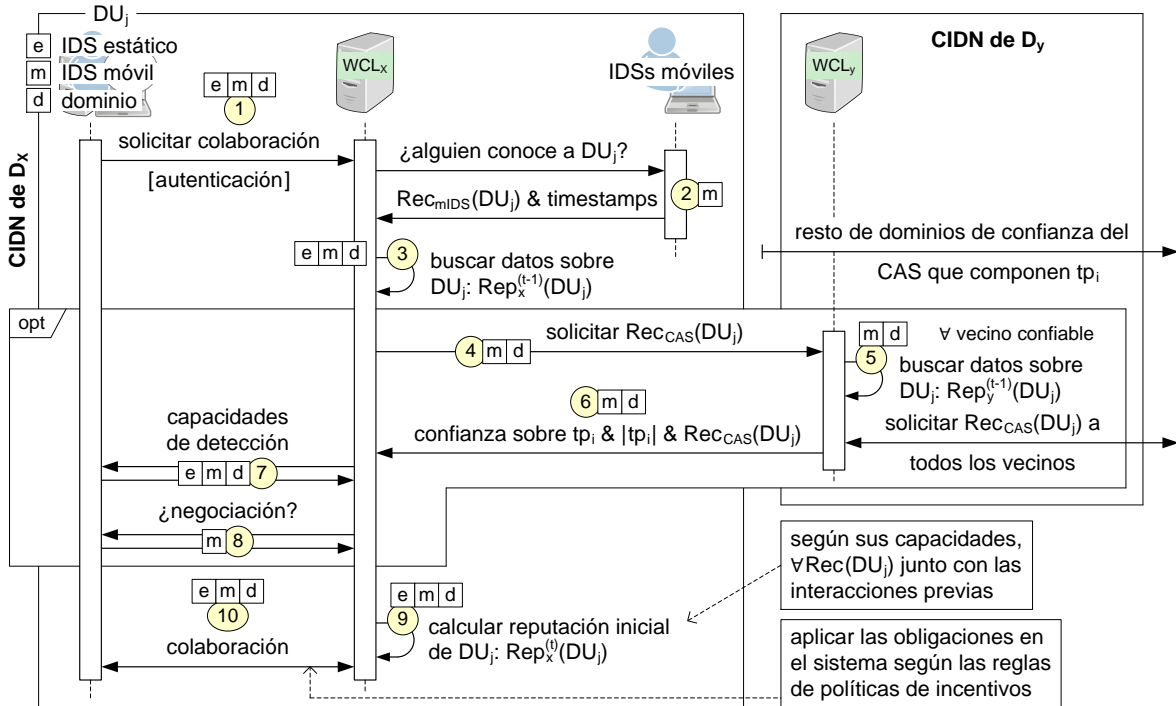 DUj
e IDS estático
m IDS móvil
d dominio
CIDN de DX
WCLX
IDSs móviles
WCLy
CIDN de Dy
e m d
1
solicitar colaboración
[autenticación]
¿alguien conoce a DUj?
2 m
RecmIDS(DUj) & timestamps
e m d 3
buscar datos sobre
DUj: Repx(t-1)(DUj)
resto de dominios de confianza del
CAS que componen tpi
opt
solicitar RecCAS(DUj)
4 m d
m d
5
∀ vecino confiable
buscar datos sobre
DUj: Repy(t-1)(DUj)
6 m d
confianza sobre tpi & |tpi| & RecCAS(DUj)
solicitar RecCAS(DUj) a
todos los vecinos
capacidades
de detección
e m d 7
¿negociación?
m 8
según sus capacidades,
∀Rec(DUj) junto con las
interacciones previas
e m d
10
colaboración
e m d
9
calcular reputación inicial
de DUj: Repx(t)(DUj)
aplicar las obligaciones en
el sistema según las reglas
de políticas de incentivos